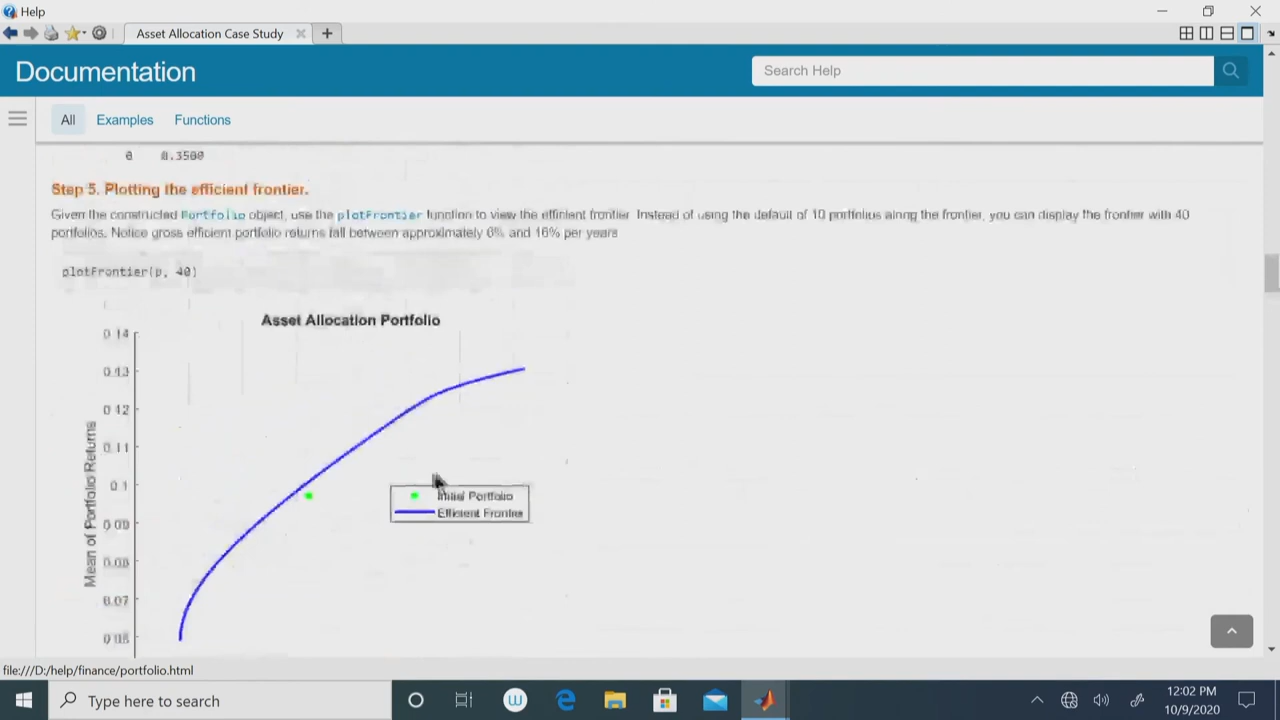 Help
Asset Allocation Case Study
Documentation
Search Help
All Examples Functions
0 0.3500
Step 5. Plotting the efficient frontier.
Given the constructed Portfolio object, use the plotFrontier function to view the efficient frontier. Instead of using the default of 10 portfolios along the frontier, you can display the frontier with 40
portfolios. Notice gross efficient portfolio returns fall between approximately 6% and 16% per years
plotFrontier(p, 40)
Asset Allocation Portfolio
0.14
0.13
0.12
0.11
0.1
0.09
0.08
0.07
0.06
Mean of Portfolio Returns
Initial Portfolio
Efficient Frontier
file:///D:/help/finance/portfolio.html
Type here to search
12:02 PM
10/9/2020